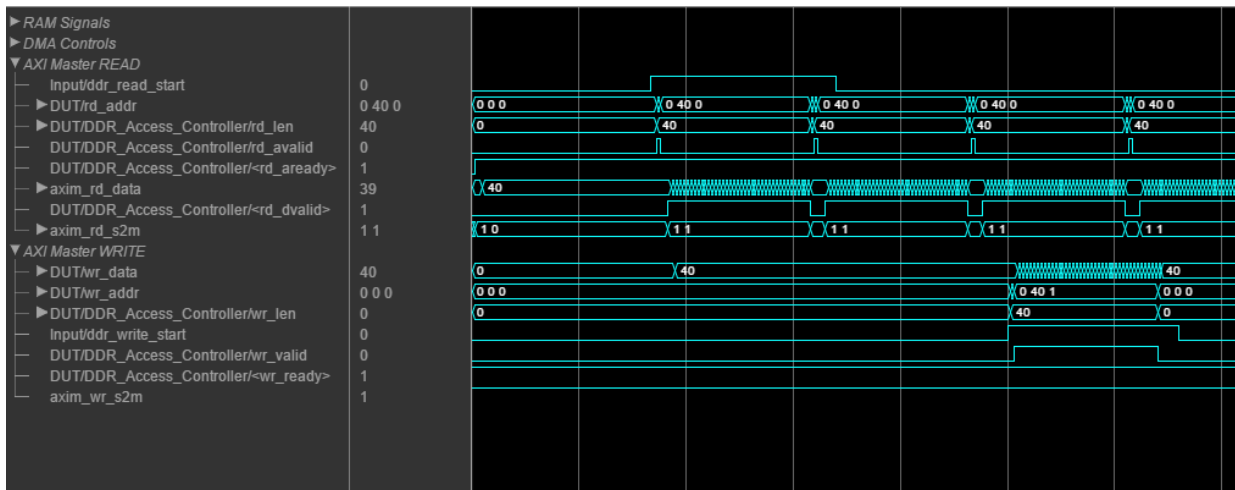 RAM Signals
DMA Controls
AXI Master READ
Input/ddr_read_start 0
DUT/rd_addr 0 40 0 0 0 0 0 40 0 0 40 0 0 40 0 0 40 0
DUT/DDR_Access_Controller/rd_len 40 0 40 40 40 40
DUT/DDR_Access_Controller/rd_avalid 0
DUT/DDR_Access_Controller/<rd_aready> 1
axim_rd_data 39 40
DUT/DDR_Access_Controller/<rd_dvalid> 1
axim_rd_s2m 1 1 1 0 1 1 1 1 1 1 1 1
AXI Master WRITE
DUT/wr_data 40 0 40 40
DUT/wr_addr 0 0 0 0 0 0 0 40 1 0 0 0
DUT/DDR_Access_Controller/wr_len 0 0 40 0
Input/ddr_write_start 0
DUT/DDR_Access_Controller/wr_valid 0
DUT/DDR_Access_Controller/<wr_ready> 1
axim_wr_s2m 1